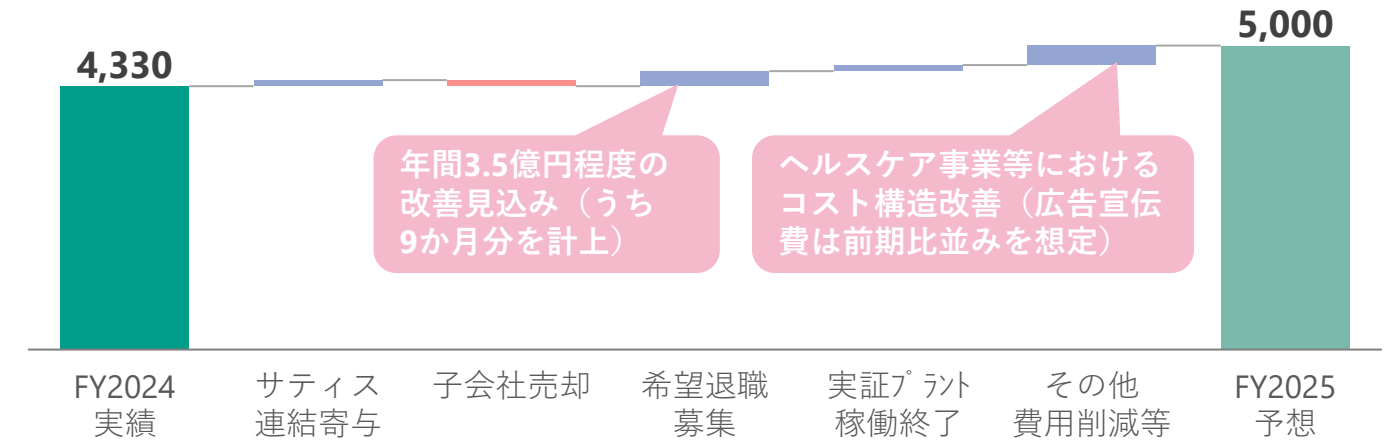 5,000
4,330
年間3.5億円程度の
改善見込み（うち
9か月分を計上）
ヘルスケア事業等における
コスト構造改善（広告宣伝
費は前期比並みを想定）
FY2024
実績
サティス
連結寄与
子会社売却
希望退職
募集
実証ﾌﾟﾗﾝﾄ
稼働終了
その他
費用削減等
FY2025
予想